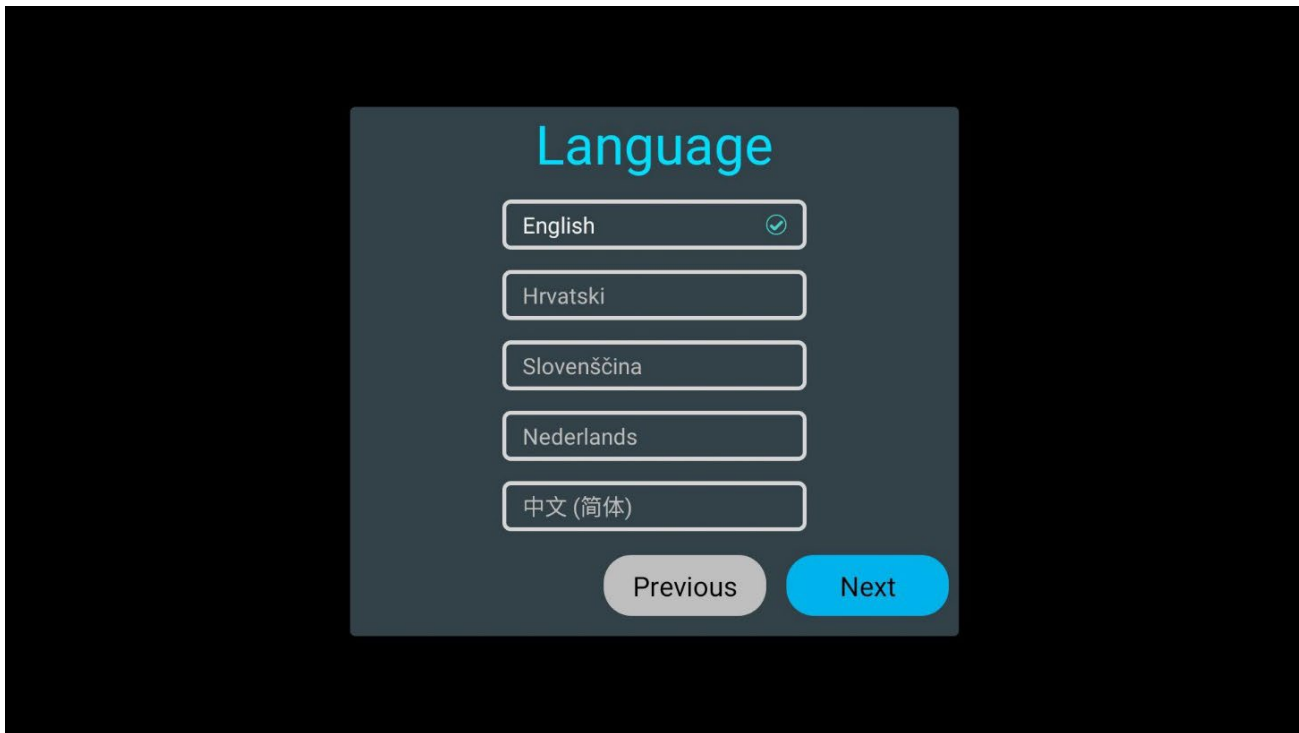 Language
English
Hrvatski
Slovenščina
Nederlands
中文 (简体)
Previous Next